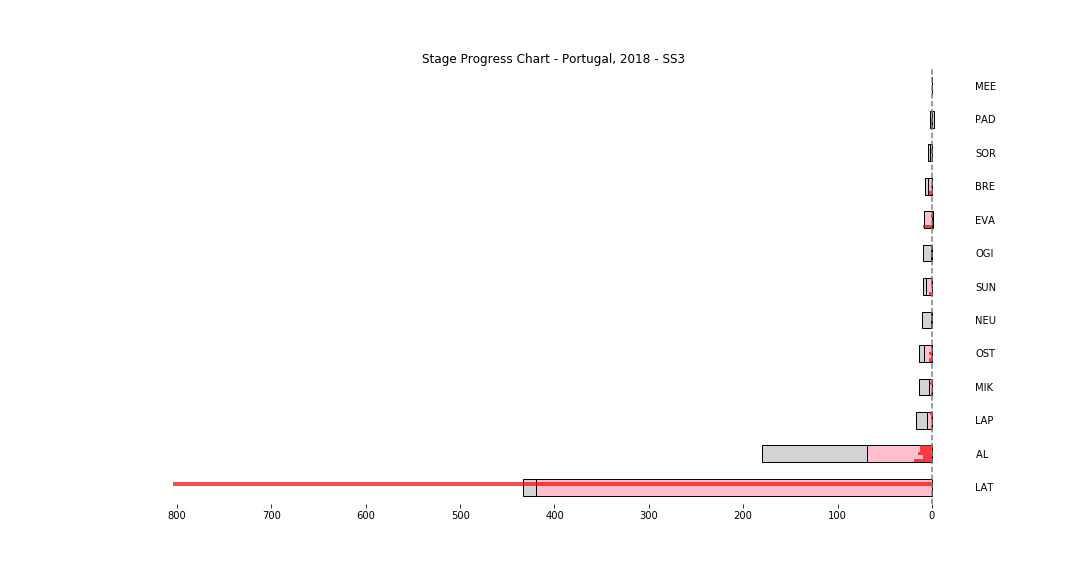 Stage Progress Chart - Portugal, 2018 - SS3
MEE
PAD
SOR
BRE
EVA
OGI
SUN
NEU
OST
MIK
LAP
AL
LAT
800 700 600 500 400 300 200 100 0